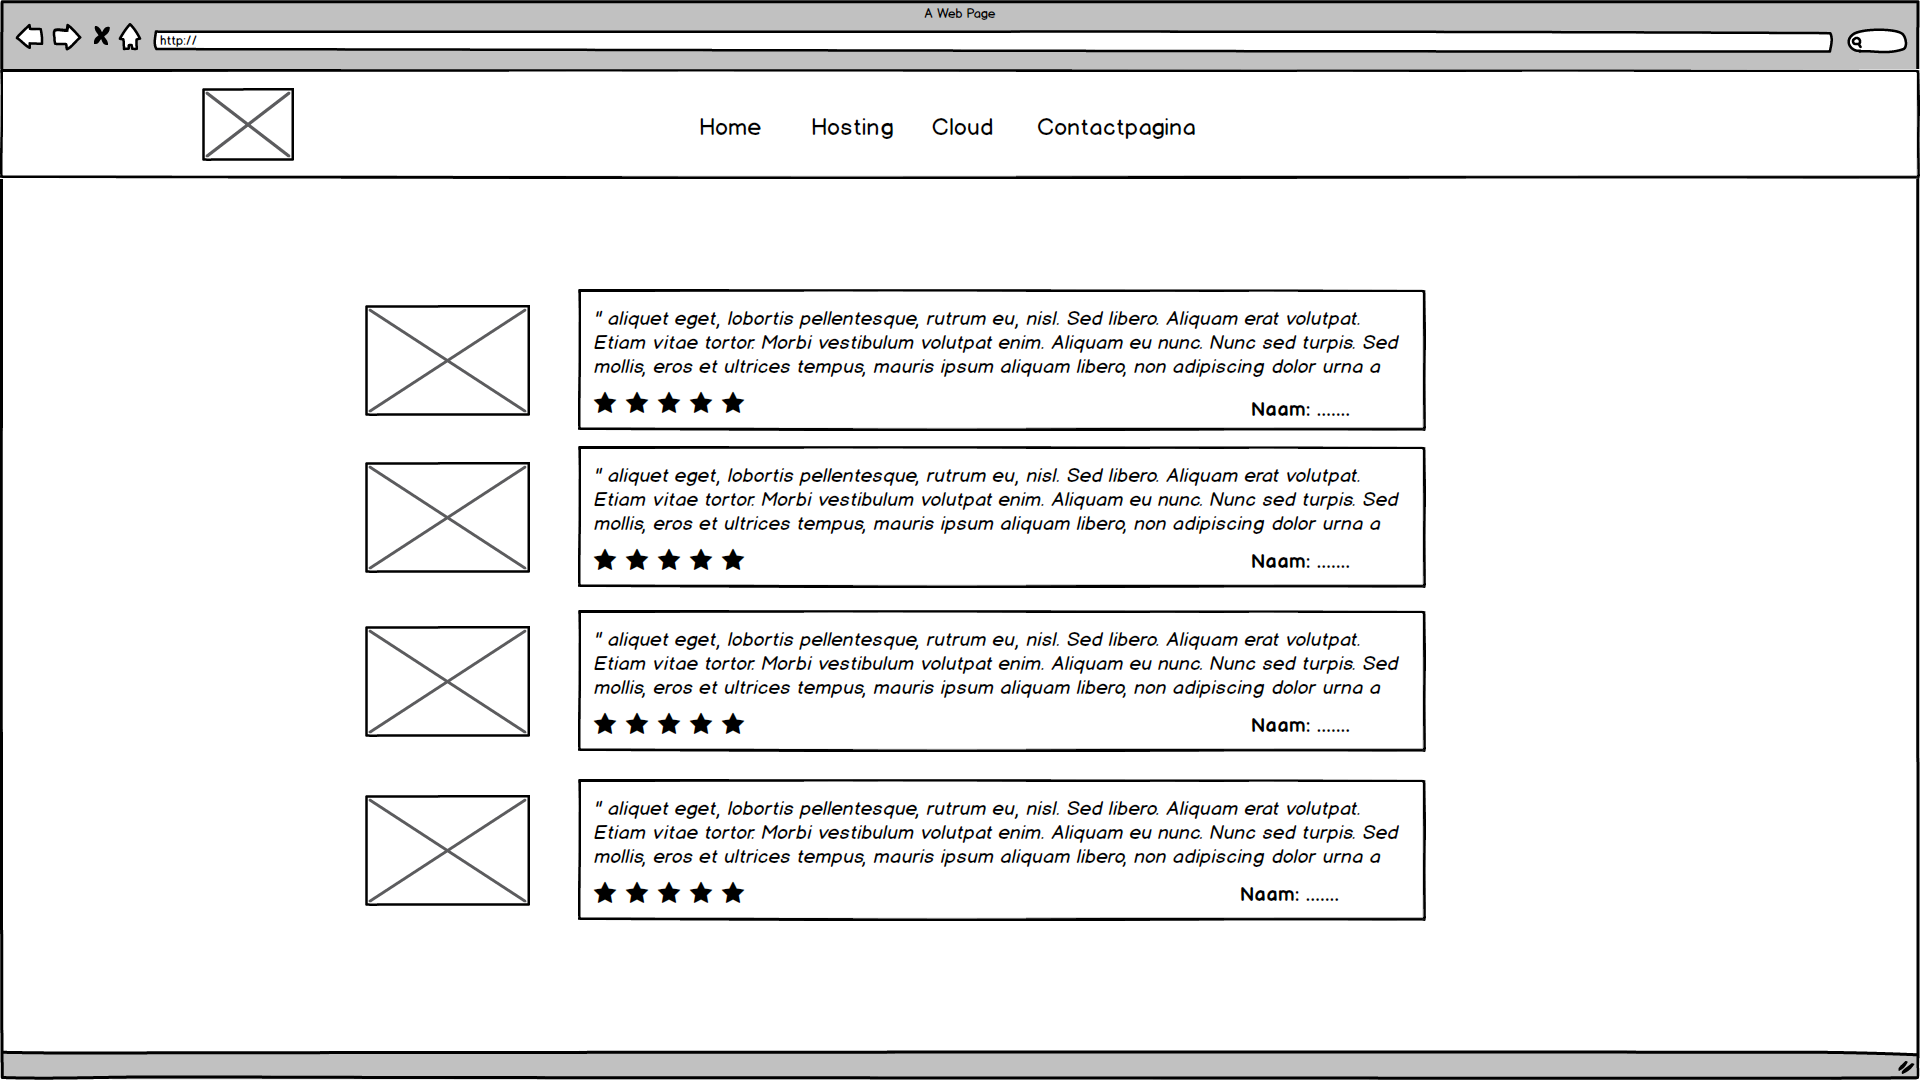 A Web Page
http://
Home Hosting Cloud Contactpagina
" aliquet eget, lobortis pellentesque, rutrum eu, nisl. Sed libero. Aliquam erat volutpat.
Etiam vitae tortor. Morbi vestibulum volutpat enim. Aliquam eu nunc. Nunc sed turpis. Sed
mollis, eros et ultrices tempus, mauris ipsum aliquam libero, non adipiscing dolor urna a
Naam: .......
" aliquet eget, lobortis pellentesque, rutrum eu, nisl. Sed libero. Aliquam erat volutpat.
Etiam vitae tortor. Morbi vestibulum volutpat enim. Aliquam eu nunc. Nunc sed turpis. Sed
mollis, eros et ultrices tempus, mauris ipsum aliquam libero, non adipiscing dolor urna a
Naam: .......
" aliquet eget, lobortis pellentesque, rutrum eu, nisl. Sed libero. Aliquam erat volutpat.
Etiam vitae tortor. Morbi vestibulum volutpat enim. Aliquam eu nunc. Nunc sed turpis. Sed
mollis, eros et ultrices tempus, mauris ipsum aliquam libero, non adipiscing dolor urna a
Naam: .......
" aliquet eget, lobortis pellentesque, rutrum eu, nisl. Sed libero. Aliquam erat volutpat.
Etiam vitae tortor. Morbi vestibulum volutpat enim. Aliquam eu nunc. Nunc sed turpis. Sed
mollis, eros et ultrices tempus, mauris ipsum aliquam libero, non adipiscing dolor urna a
Naam: .......